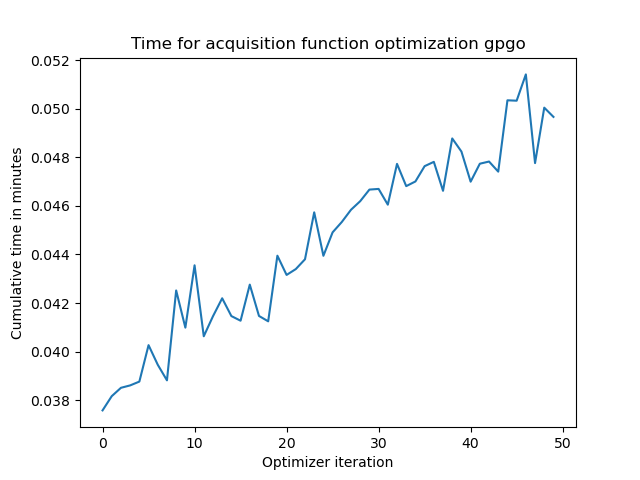 Time for acquisition function optimization gpgo
0.052
0.050
0.048
0.046
0.044
0.042
0.040
0.038
Cumulative time in minutes
0 10 20 30 40 50
Optimizer iteration